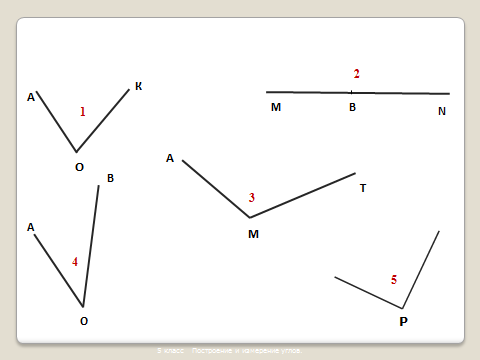 2
А К
1
M B N
О
А
В
Т
3
А
М
4
5
О
Р
5 класс Построение и измерение углов.